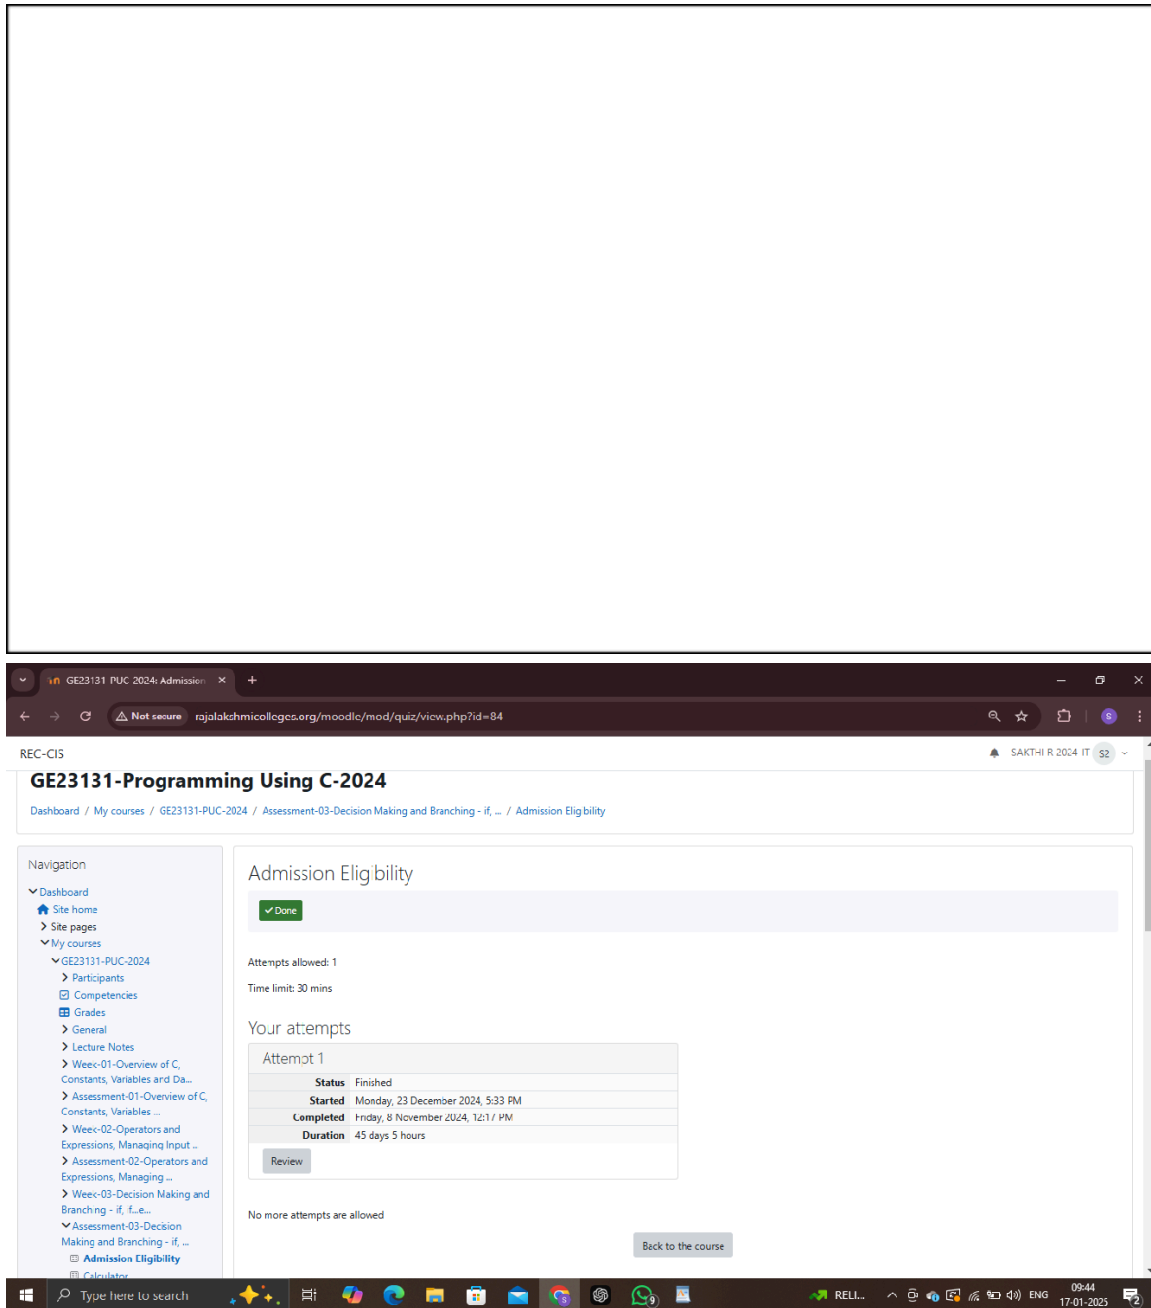 GE23131 PUC 2024: Admission
Not secure rajalakshmicolleges.org/moodle/mod/quiz/view.php?id=84
S
REC-CIS
SAKTHI R 2024 IT S2
GE23131-Programming Using C-2024
Dashboard / My courses / GE23131-PUC-2024 / Assessment-03-Decision Making and Branching - if, ... / Admission Eligibility
Navigation
Dashboard
Site home
Site pages
My courses
GE23131-PUC-2024
Participants
Competencies
Grades
General
Lecture Notes
Week-01-Overview of C,
Constants, Variables and Da...
Assessment-01-Overview of C,
Constants, Variables ...
Week-02-Operators and
Expressions, Managing Input ..
Assessment-02-Operators and
Expressions, Managing ...
Week-03-Decision Making and
Branching - if, if...e...
Assessment-03-Decision
Making and Branching - if, ...
Admission Eligibility
Calculator
Admission Eligibility
Done
Attempts allowed: 1
Time limit: 30 mins
Your attempts
Attempt 1
Status Finished
Started Monday, 23 December 2024, 5:33 PM
Completed Friday, 8 November 2024, 12:17 PM
Duration 45 days 5 hours
Review
No more attempts are allowed
Back to the course
Type here to search
S
9
RELI...
ENG
09:44
17-01-2025
2